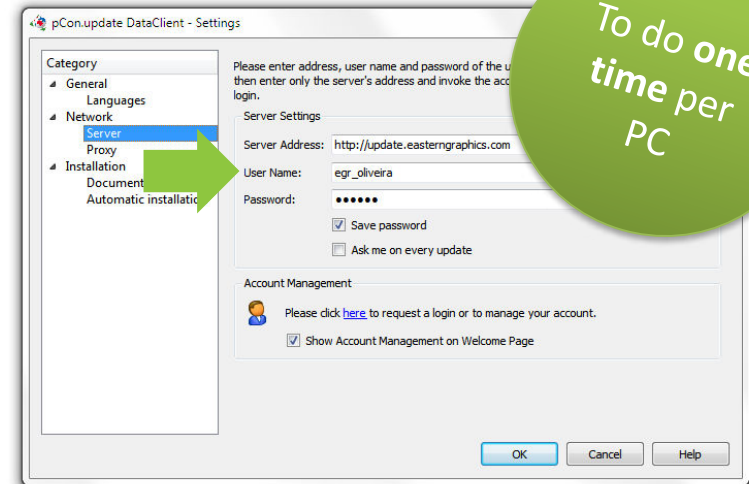 pCon.update DataClient - Settings
To do one
time per
PC
Category
General
Languages
Network
Server
Proxy
Installation
Document
Automatic installatio
Please enter address, user name and password of the u
then enter only the server's address and invoke the acc
login.
Server Settings
Server Address: http://update.easterngraphics.com
User Name: egr_oliveira
Password: ••••••
Save password
Ask me on every update
Account Management
Please click here to request a login or to manage your account.
Show Account Management on Welcome Page
OK Cancel Help